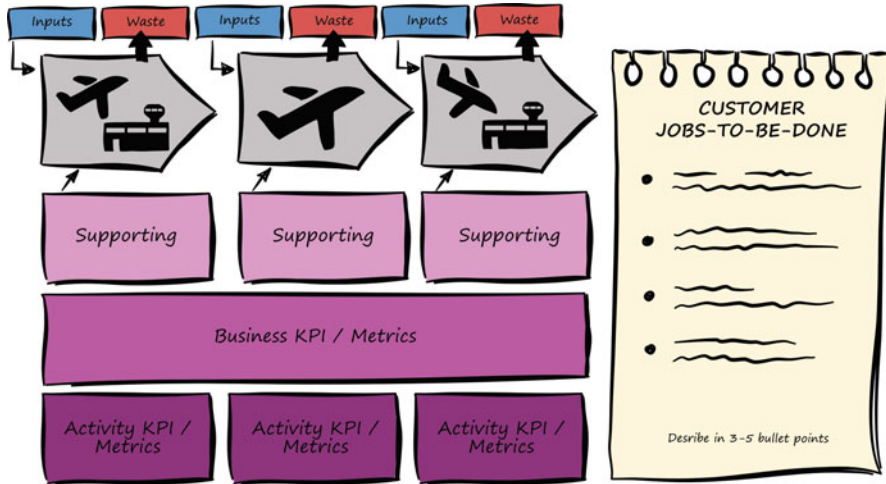 Inputs
Waste
Inputs
Waste
Inputs
Waste
Supporting
Supporting
Supporting
Business KPI / Metrics
Activity KPI /
Metrics
Activity KPI /
Metrics
Activity KPI /
Metrics
CUSTOMER
JOBS-TO-BE-DONE
Desribe in 3-5 bullet points